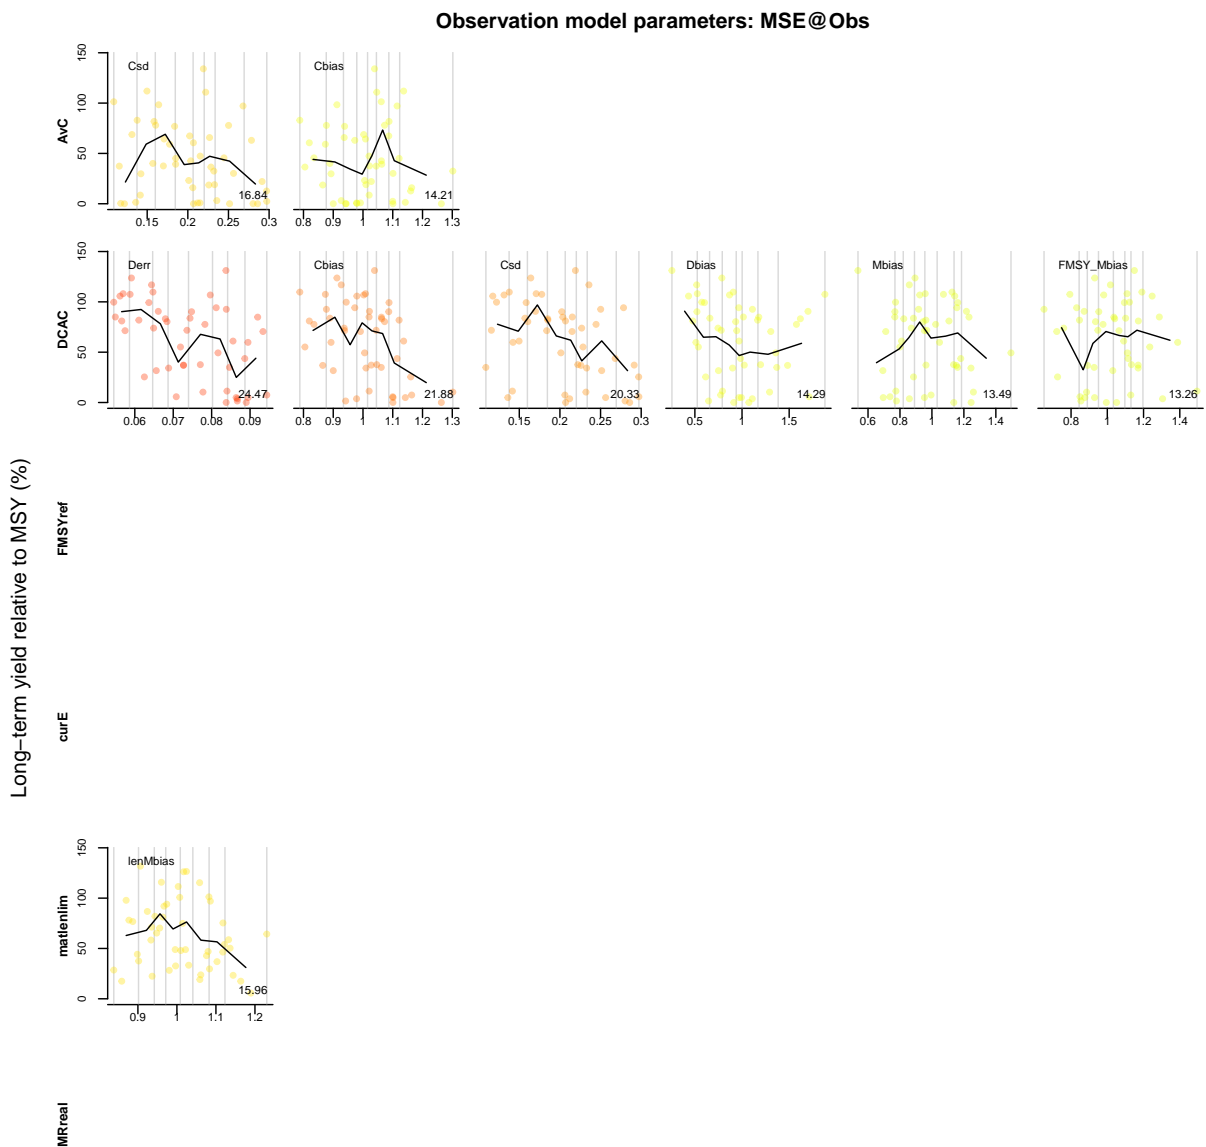 Observation model parameters: MSE@Obs
Long−term yield relative to MSY (%)
AvC
0 50 100 150
Csd
16.84
0.15 0.2 0.25 0.3
Cbias
14.21
0.8 0.9 1 1.1 1.2 1.3
DCAC
0 50 100 150
Derr
24.47
0.06 0.07 0.08 0.09
Cbias
21.88
0.8 0.9 1 1.1 1.2 1.3
Csd
20.33
0.15 0.2 0.25 0.3
Dbias
14.29
0.5 1 1.5
Mbias
13.49
0.6 0.8 1 1.2 1.4
FMSY_Mbias
13.26
0.8 1 1.2 1.4
FMSYref
curE
matlenlim
0 50 100 150
lenMbias
15.96
0.9 1 1.1 1.2
MRreal